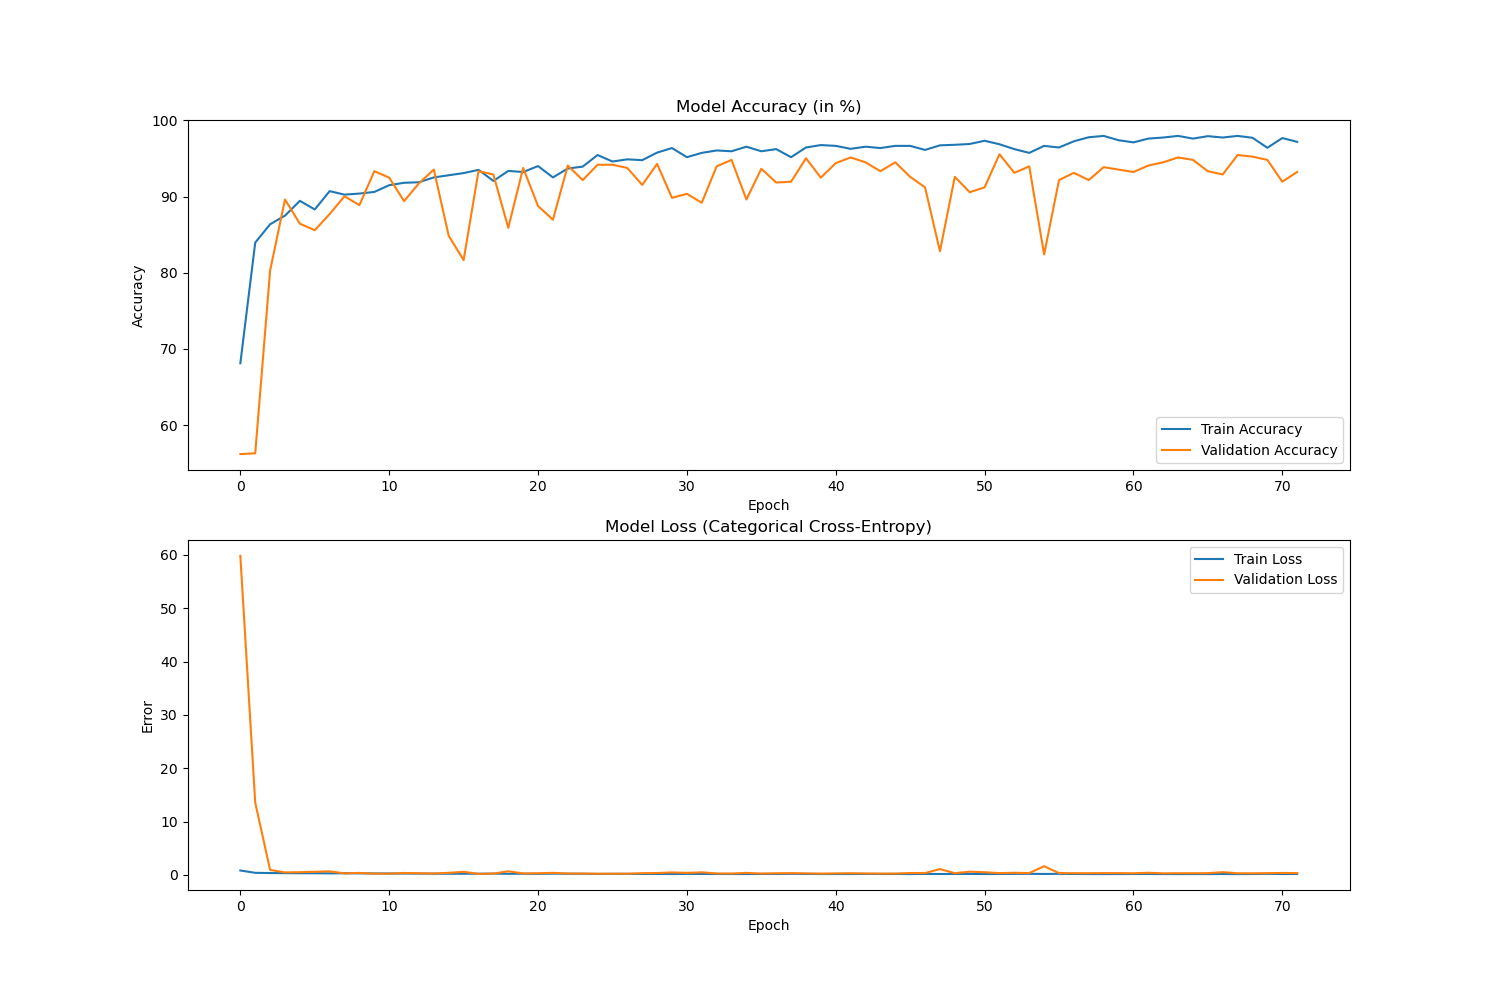 Model Accuracy (in %)
100
90
80
70
60
Accuracy
0 10 20 30 40 50 60 70
Epoch
Train Accuracy
Validation Accuracy
Model Loss (Categorical Cross-Entropy)
60
50
40
30
20
10
0
Error
0 10 20 30 40 50 60 70
Epoch
Train Loss
Validation Loss